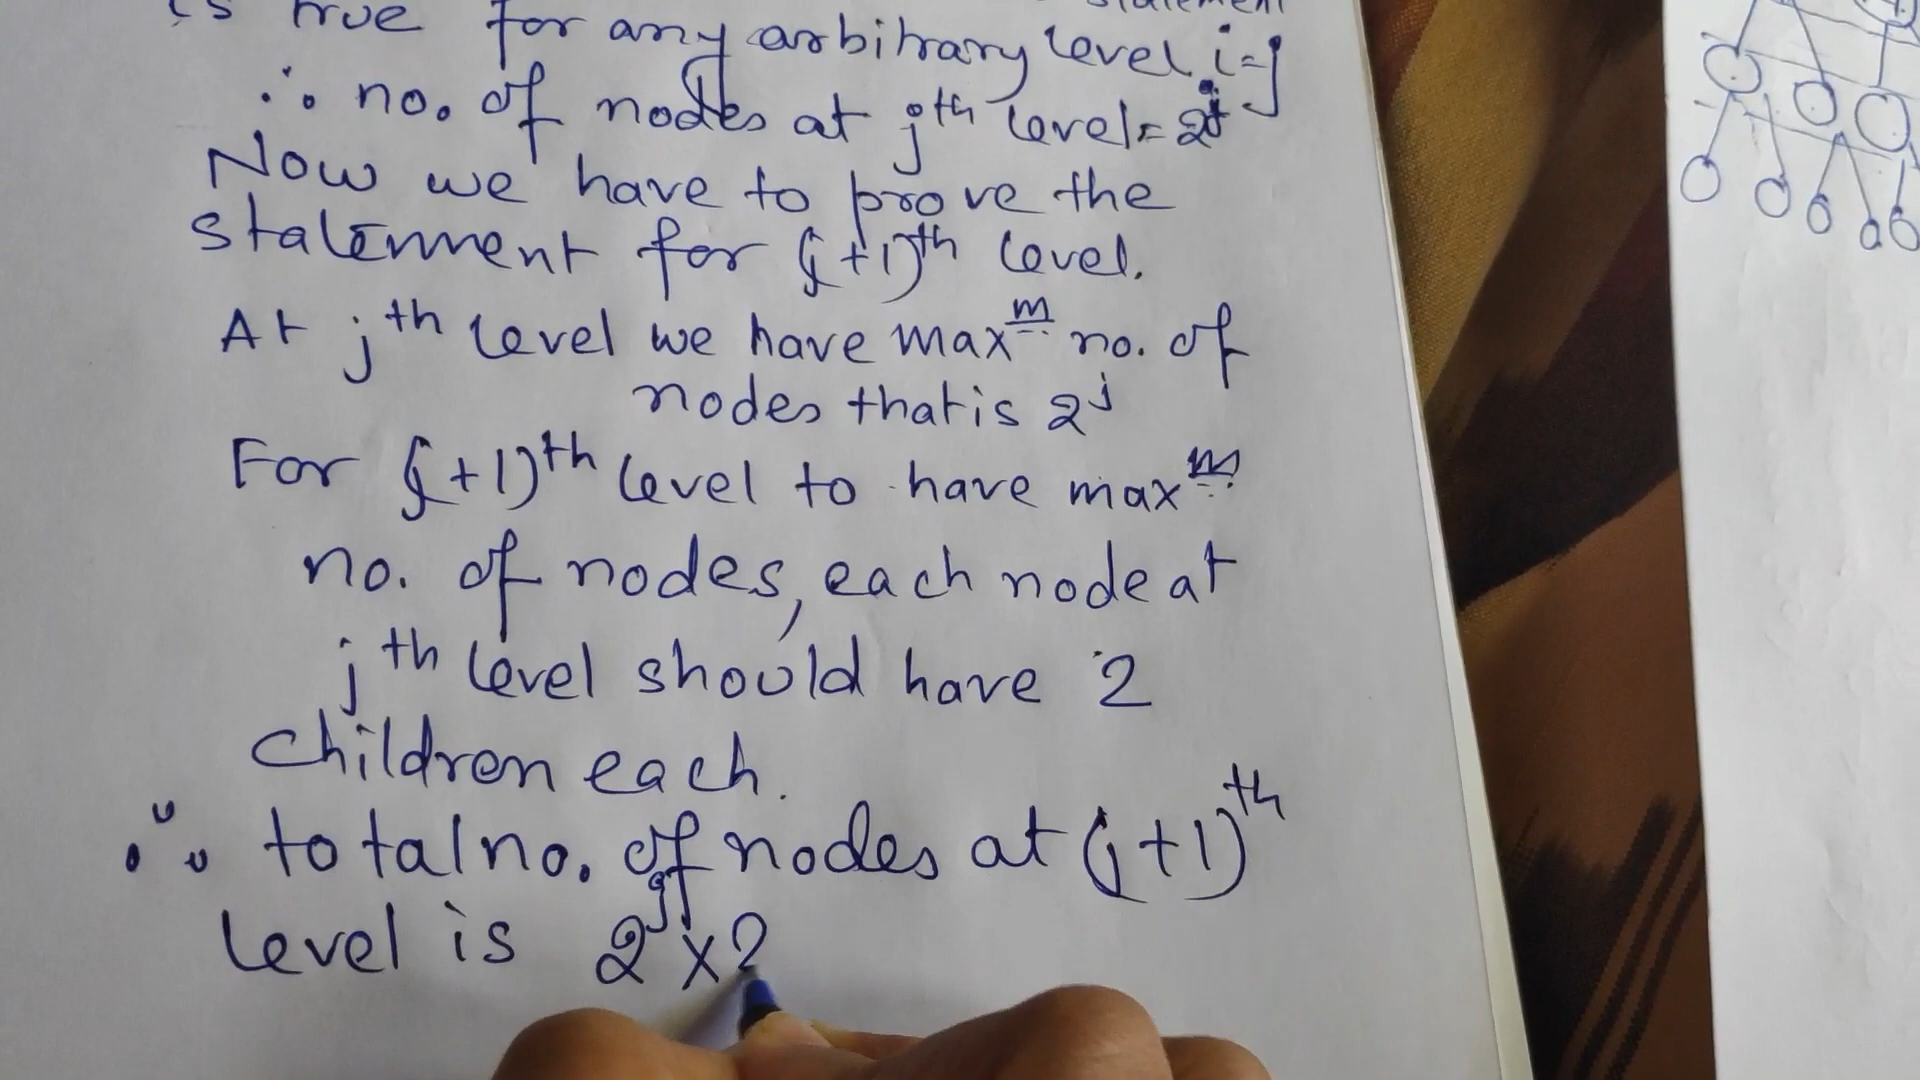 is true for any arbitrary level i=j
∴ no. of nodes at jth level = 2^j
Now we have to prove the
statement for (j+1)th level.
At jth level we have maxm no. of
nodes that is 2^j
For (j+1)th level to have maxm
no. of nodes, each node at
jth level should have 2
children each.
∴ total no. of nodes at (j+1)th
level is 2^j x 2